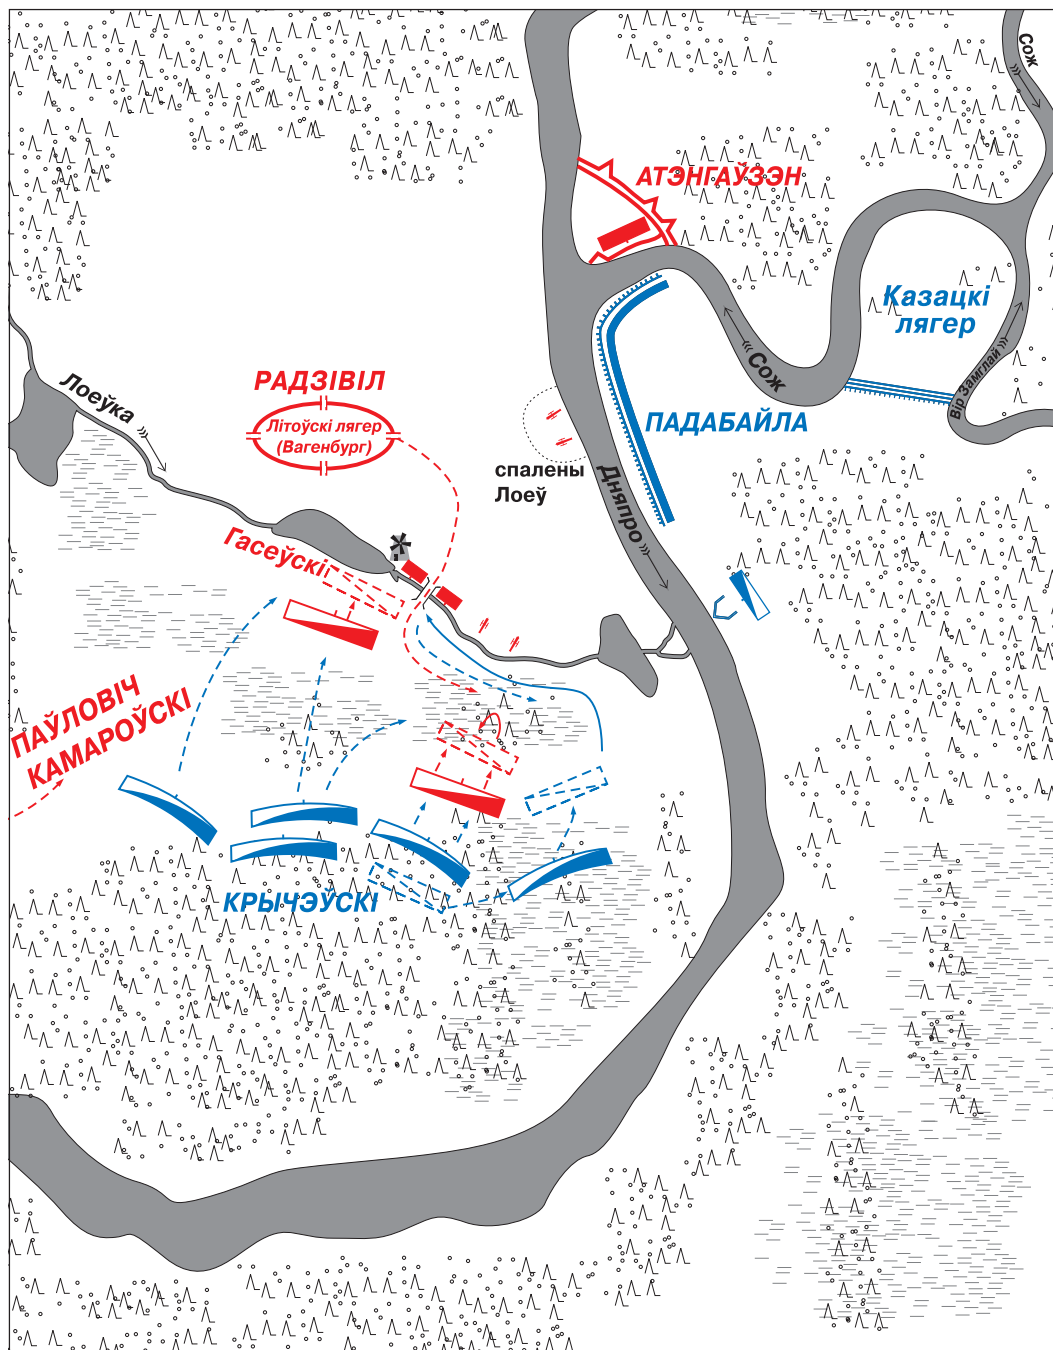 Сож
АТЭНГАЎЗЭН
Казацкі
лягер
Вір Замглай
Сож
РАДЗІВІЛ
Літоўскі лягер
(Вагенбург)
Лоеўка
ПАДАБАЙЛА
спалены
Лоеў
Дняпро
Гасеўскі
ПАЎЛОВІЧ
КАМАРОЎСКІ
КРЫЧЭЎСКІ